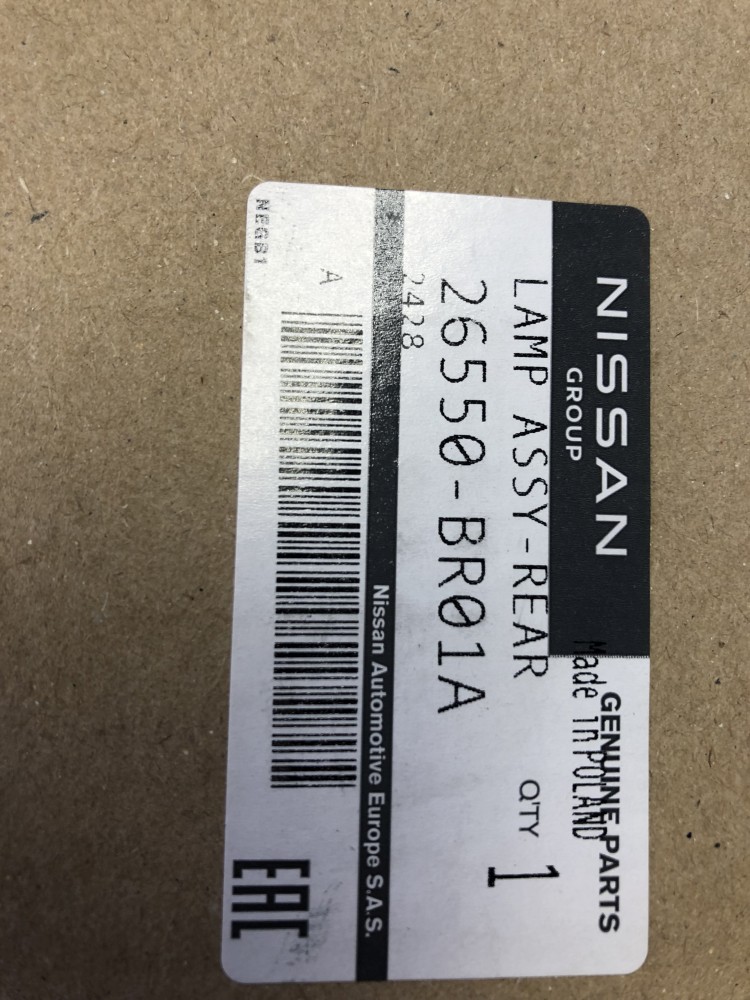 NISSAN
GROUP
GENUINE PARTS
Made in POLAND
LAMP ASSY-REAR
Q'TY 1
26550-BR01A
2428
Nissan Automotive Europe S.A.S.
A
NEGB1
EAC